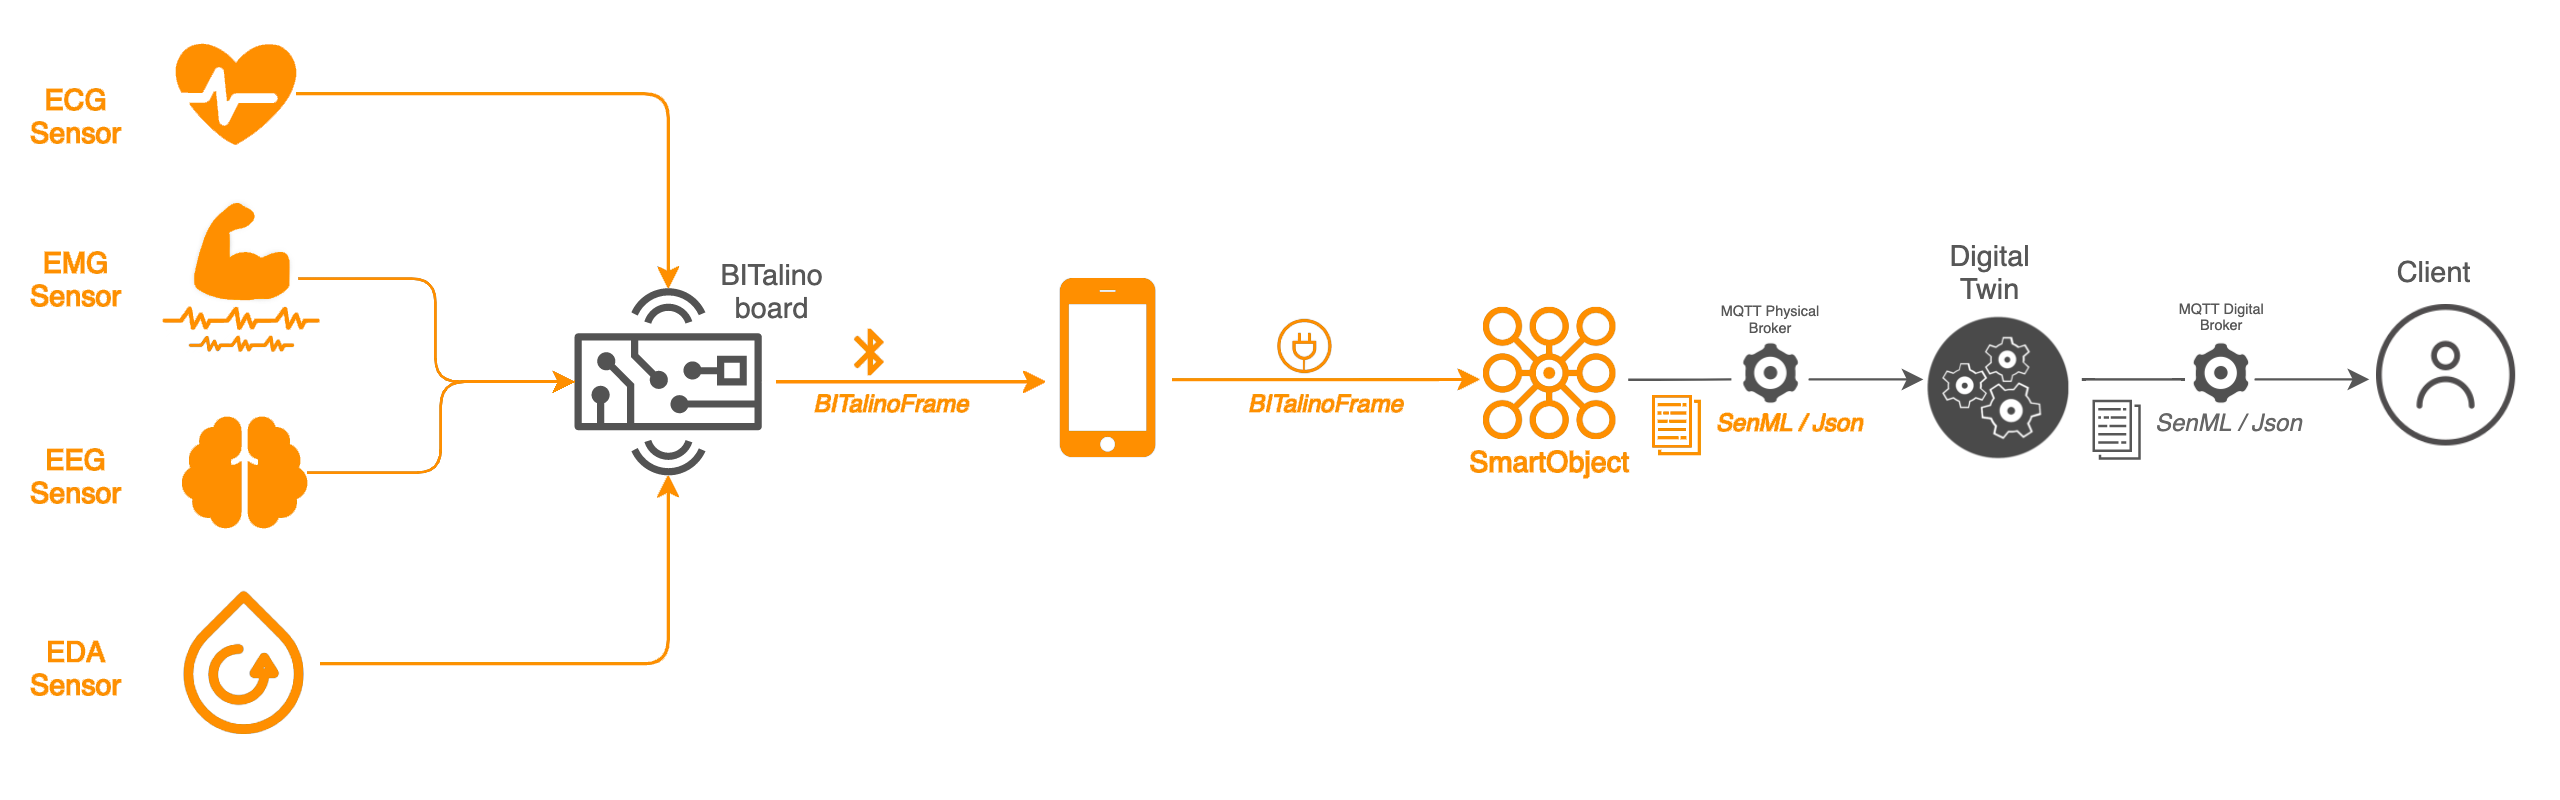 ECG
Sensor
EMG
Sensor
EEG
Sensor
EDA
Sensor
BITalino
board
BITalinoFrame
BITalinoFrame
SmartObject
MQTT Physical
Broker
SenML / Json
Digital
Twin
MQTT Digital
Broker
SenML / Json
Client